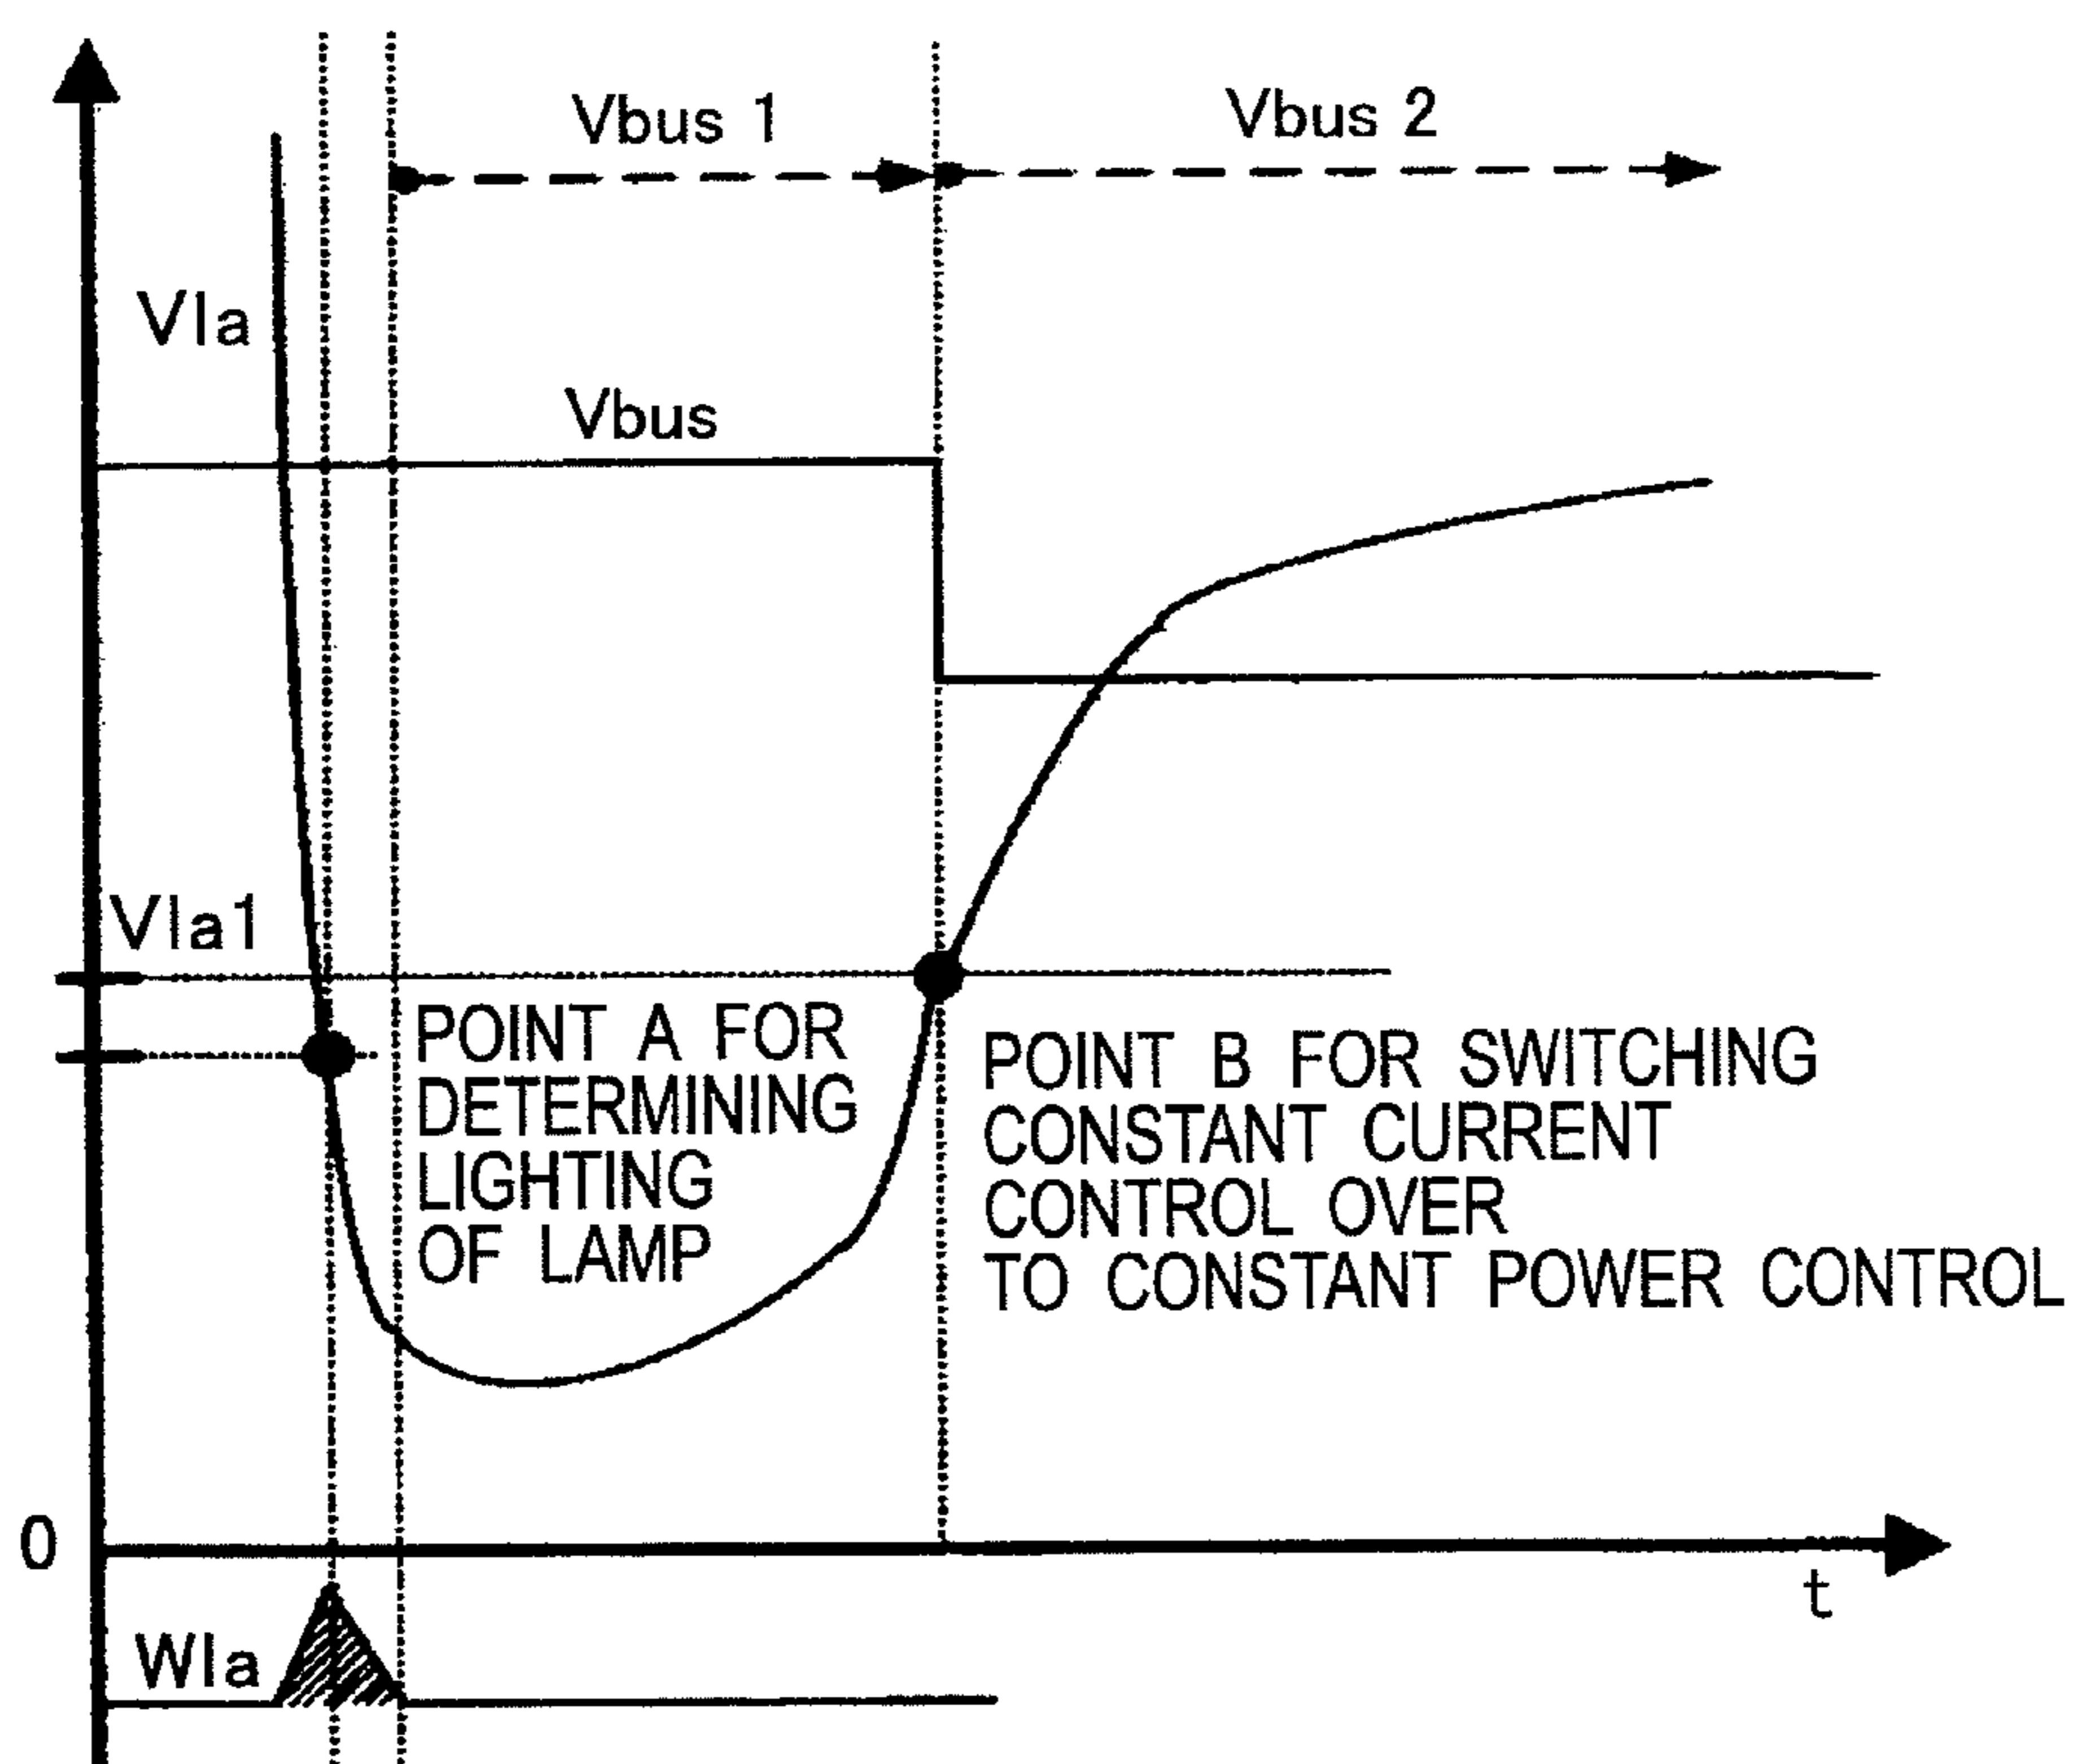 Vbus 1
Vbus 2
Vla
Vbus
Vla1
POINT A FOR
DETERMINING
LIGHTING
OF LAMP
POINT B FOR SWITCHING
CONSTANT CURRENT
CONTROL OVER
TO CONSTANT POWER CONTROL
0
t
Wla